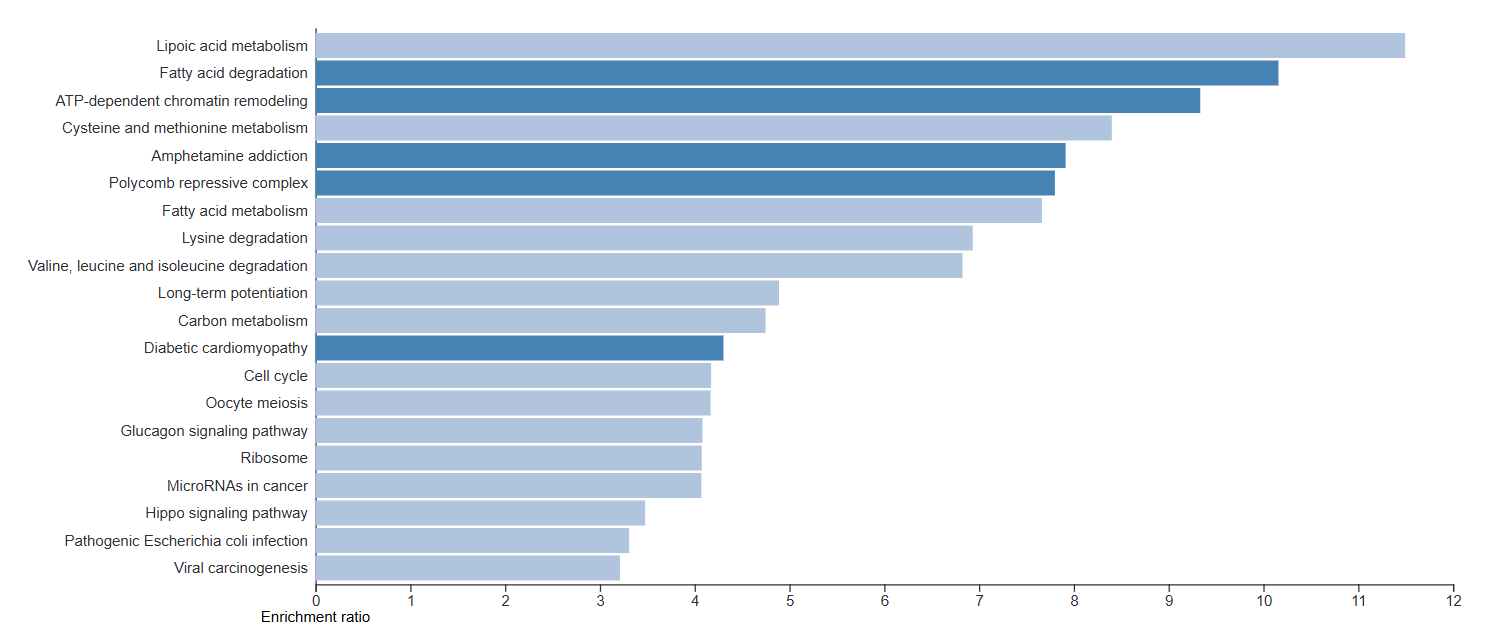 Lipoic acid metabolism
Fatty acid degradation
ATP-dependent chromatin remodeling
Cysteine and methionine metabolism
Amphetamine addiction
Polycomb repressive complex
Fatty acid metabolism
Lysine degradation
Valine, leucine and isoleucine degradation
Long-term potentiation
Carbon metabolism
Diabetic cardiomyopathy
Cell cycle
Oocyte meiosis
Glucagon signaling pathway
Ribosome
MicroRNAs in cancer
Hippo signaling pathway
Pathogenic Escherichia coli infection
Viral carcinogenesis
0 1 2 3 4 5 6 7 8 9 10 11 12
Enrichment ratio